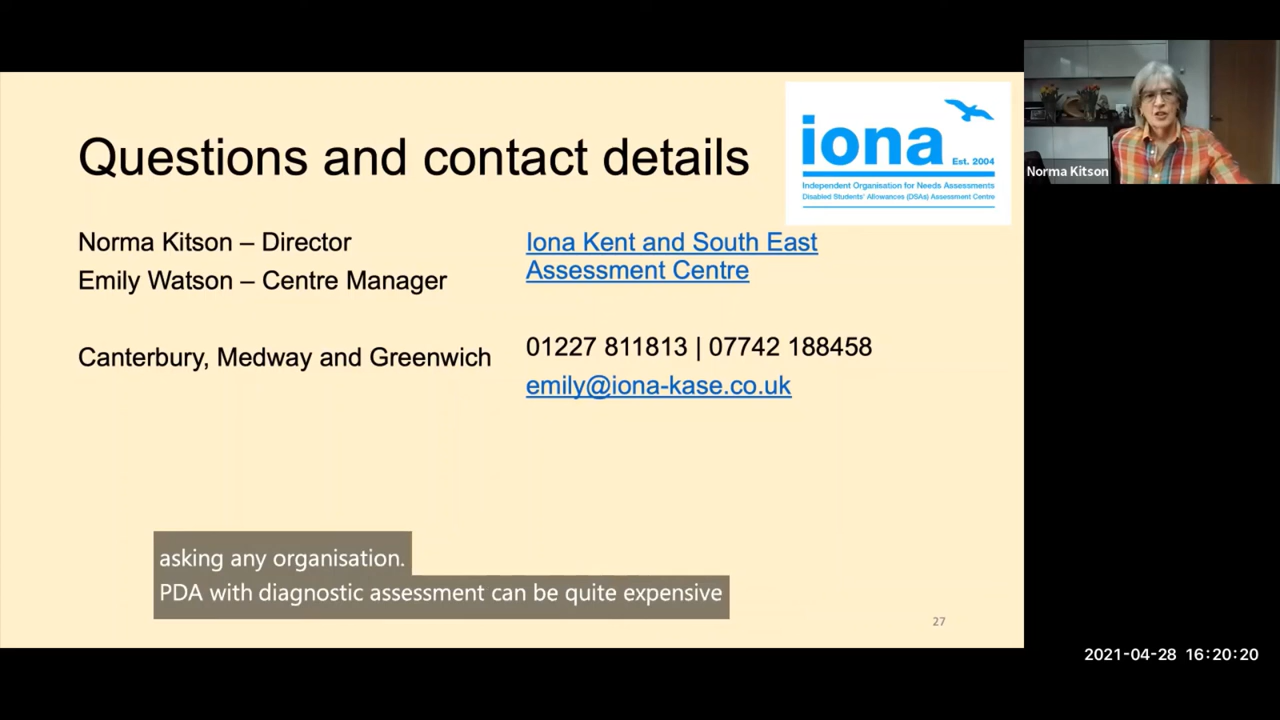 Questions and contact details
iona
Est. 2004
Independent Organisation for Needs Assessments
Disabled Students' Allowances (DSAs) Assessment Centre
Norma Kitson
Norma Kitson – Director
Emily Watson – Centre Manager
Canterbury, Medway and Greenwich
Iona Kent and South East
Assessment Centre
01227 811813 | 07742 188458
emily@iona-kase.co.uk
asking any organisation.
PDA with diagnostic assessment can be quite expensive
27
2021-04-28 16:20:20